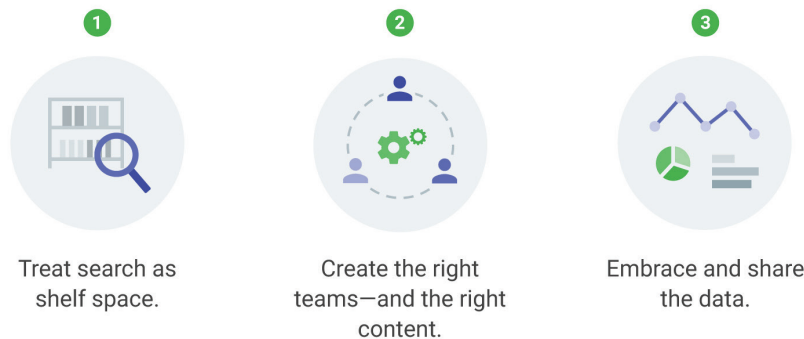 1
2
3
Treat search as
shelf space.
Create the right
teams—and the right
content.
Embrace and share
the data.